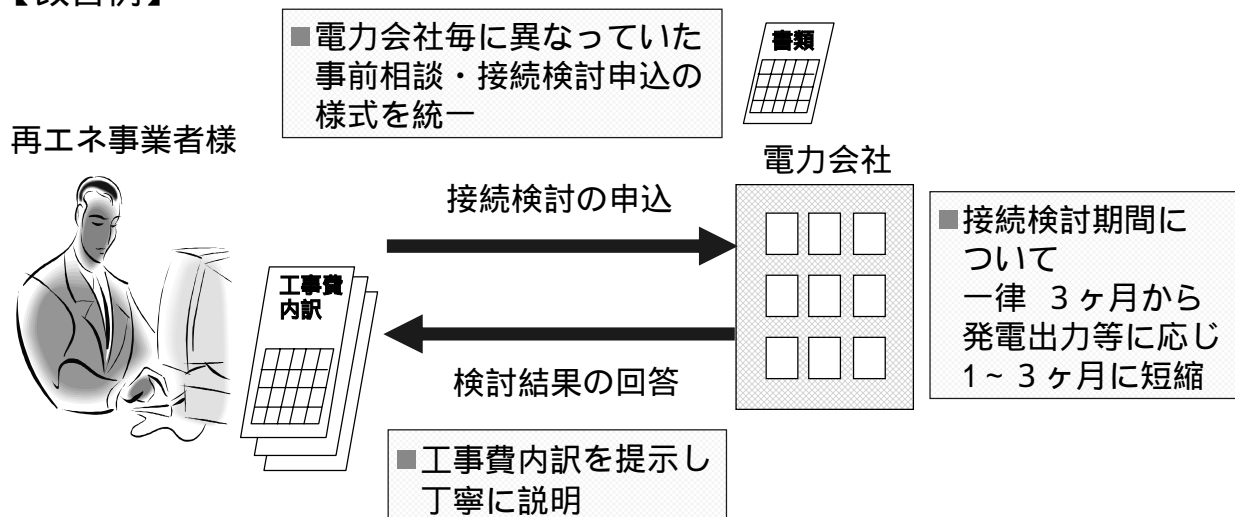 【改善例】
■電力会社毎に異なっていた
事前相談・接続検討申込の
様式を統一
書類
再エネ事業者様
電力会社
接続検討の申込
■接続検討期間に
ついて
一律 3ヶ月から
発電出力等に応じ
1~3ヶ月に短縮
工事費
内訳
検討結果の回答
■工事費内訳を提示し
丁寧に説明